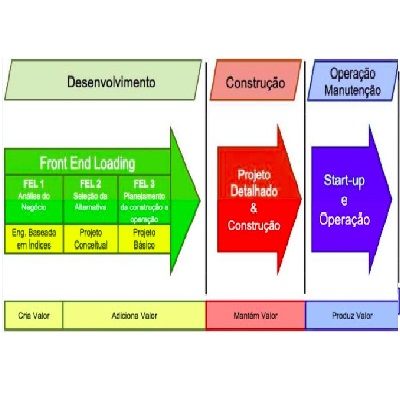 Desenvolvimento
Construção
Operação
Manutenção
Front End Loading
FEL 1
Análise do
Negócio
FEL 2
Seleção da
Alternativa
FEL 3
Planejamento
da construção e
operação
Eng. Baseada
em Índices
Projeto
Conceitual
Projeto
Básico
Projeto
Detalhado
&
Construção
Start-up
e
Operação
Cria Valor
Adiciona Valor
Mantém Valor
Produz Valor